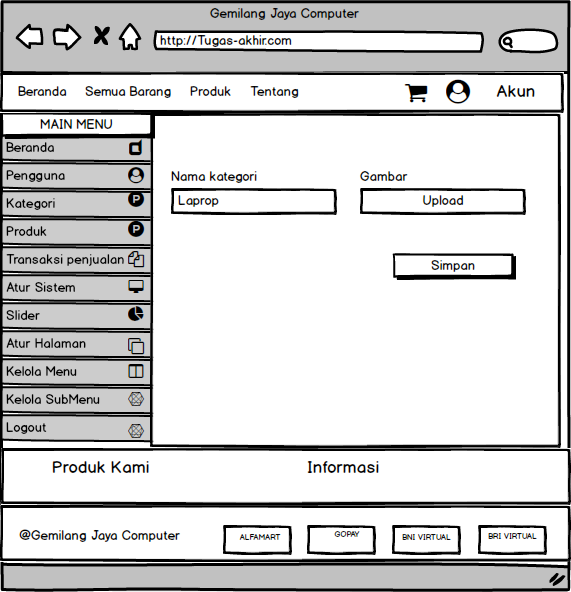 Gemilang Jaya Computer
http://Tugas-akhir.com
Beranda Semua Barang Produk Tentang Akun
MAIN MENU
Beranda
Pengguna
Kategori P
Produk P
Transaksi penjualan
Atur Sistem
Slider
Atur Halaman
Kelola Menu
Kelola SubMenu
Logout
Nama kategori Gambar
Laprop Upload
Simpan
Produk Kami Informasi
@Gemilang Jaya Computer ALFAMART GOPAY BNI VIRTUAL BRI VIRTUAL